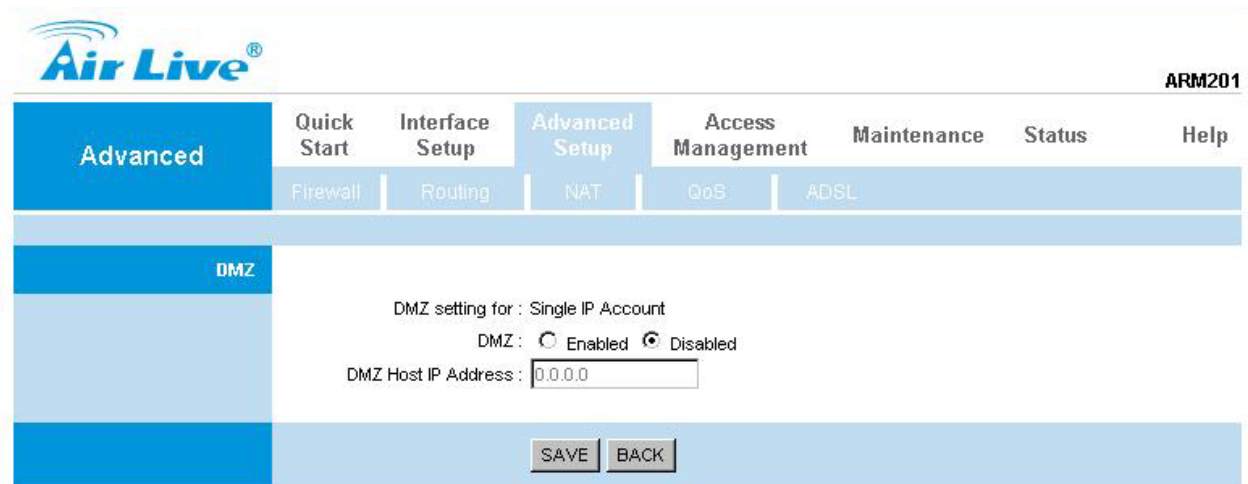 Air Live®
ARM201
Advanced
Quick Start
Interface Setup
Advanced Setup
Access Management
Maintenance
Status
Help
Firewall
Routing
NAT
QoS
ADSL
DMZ
DMZ setting for : Single IP Account
DMZ : Enabled Disabled
DMZ Host IP Address : 0.0.0.0
SAVE BACK